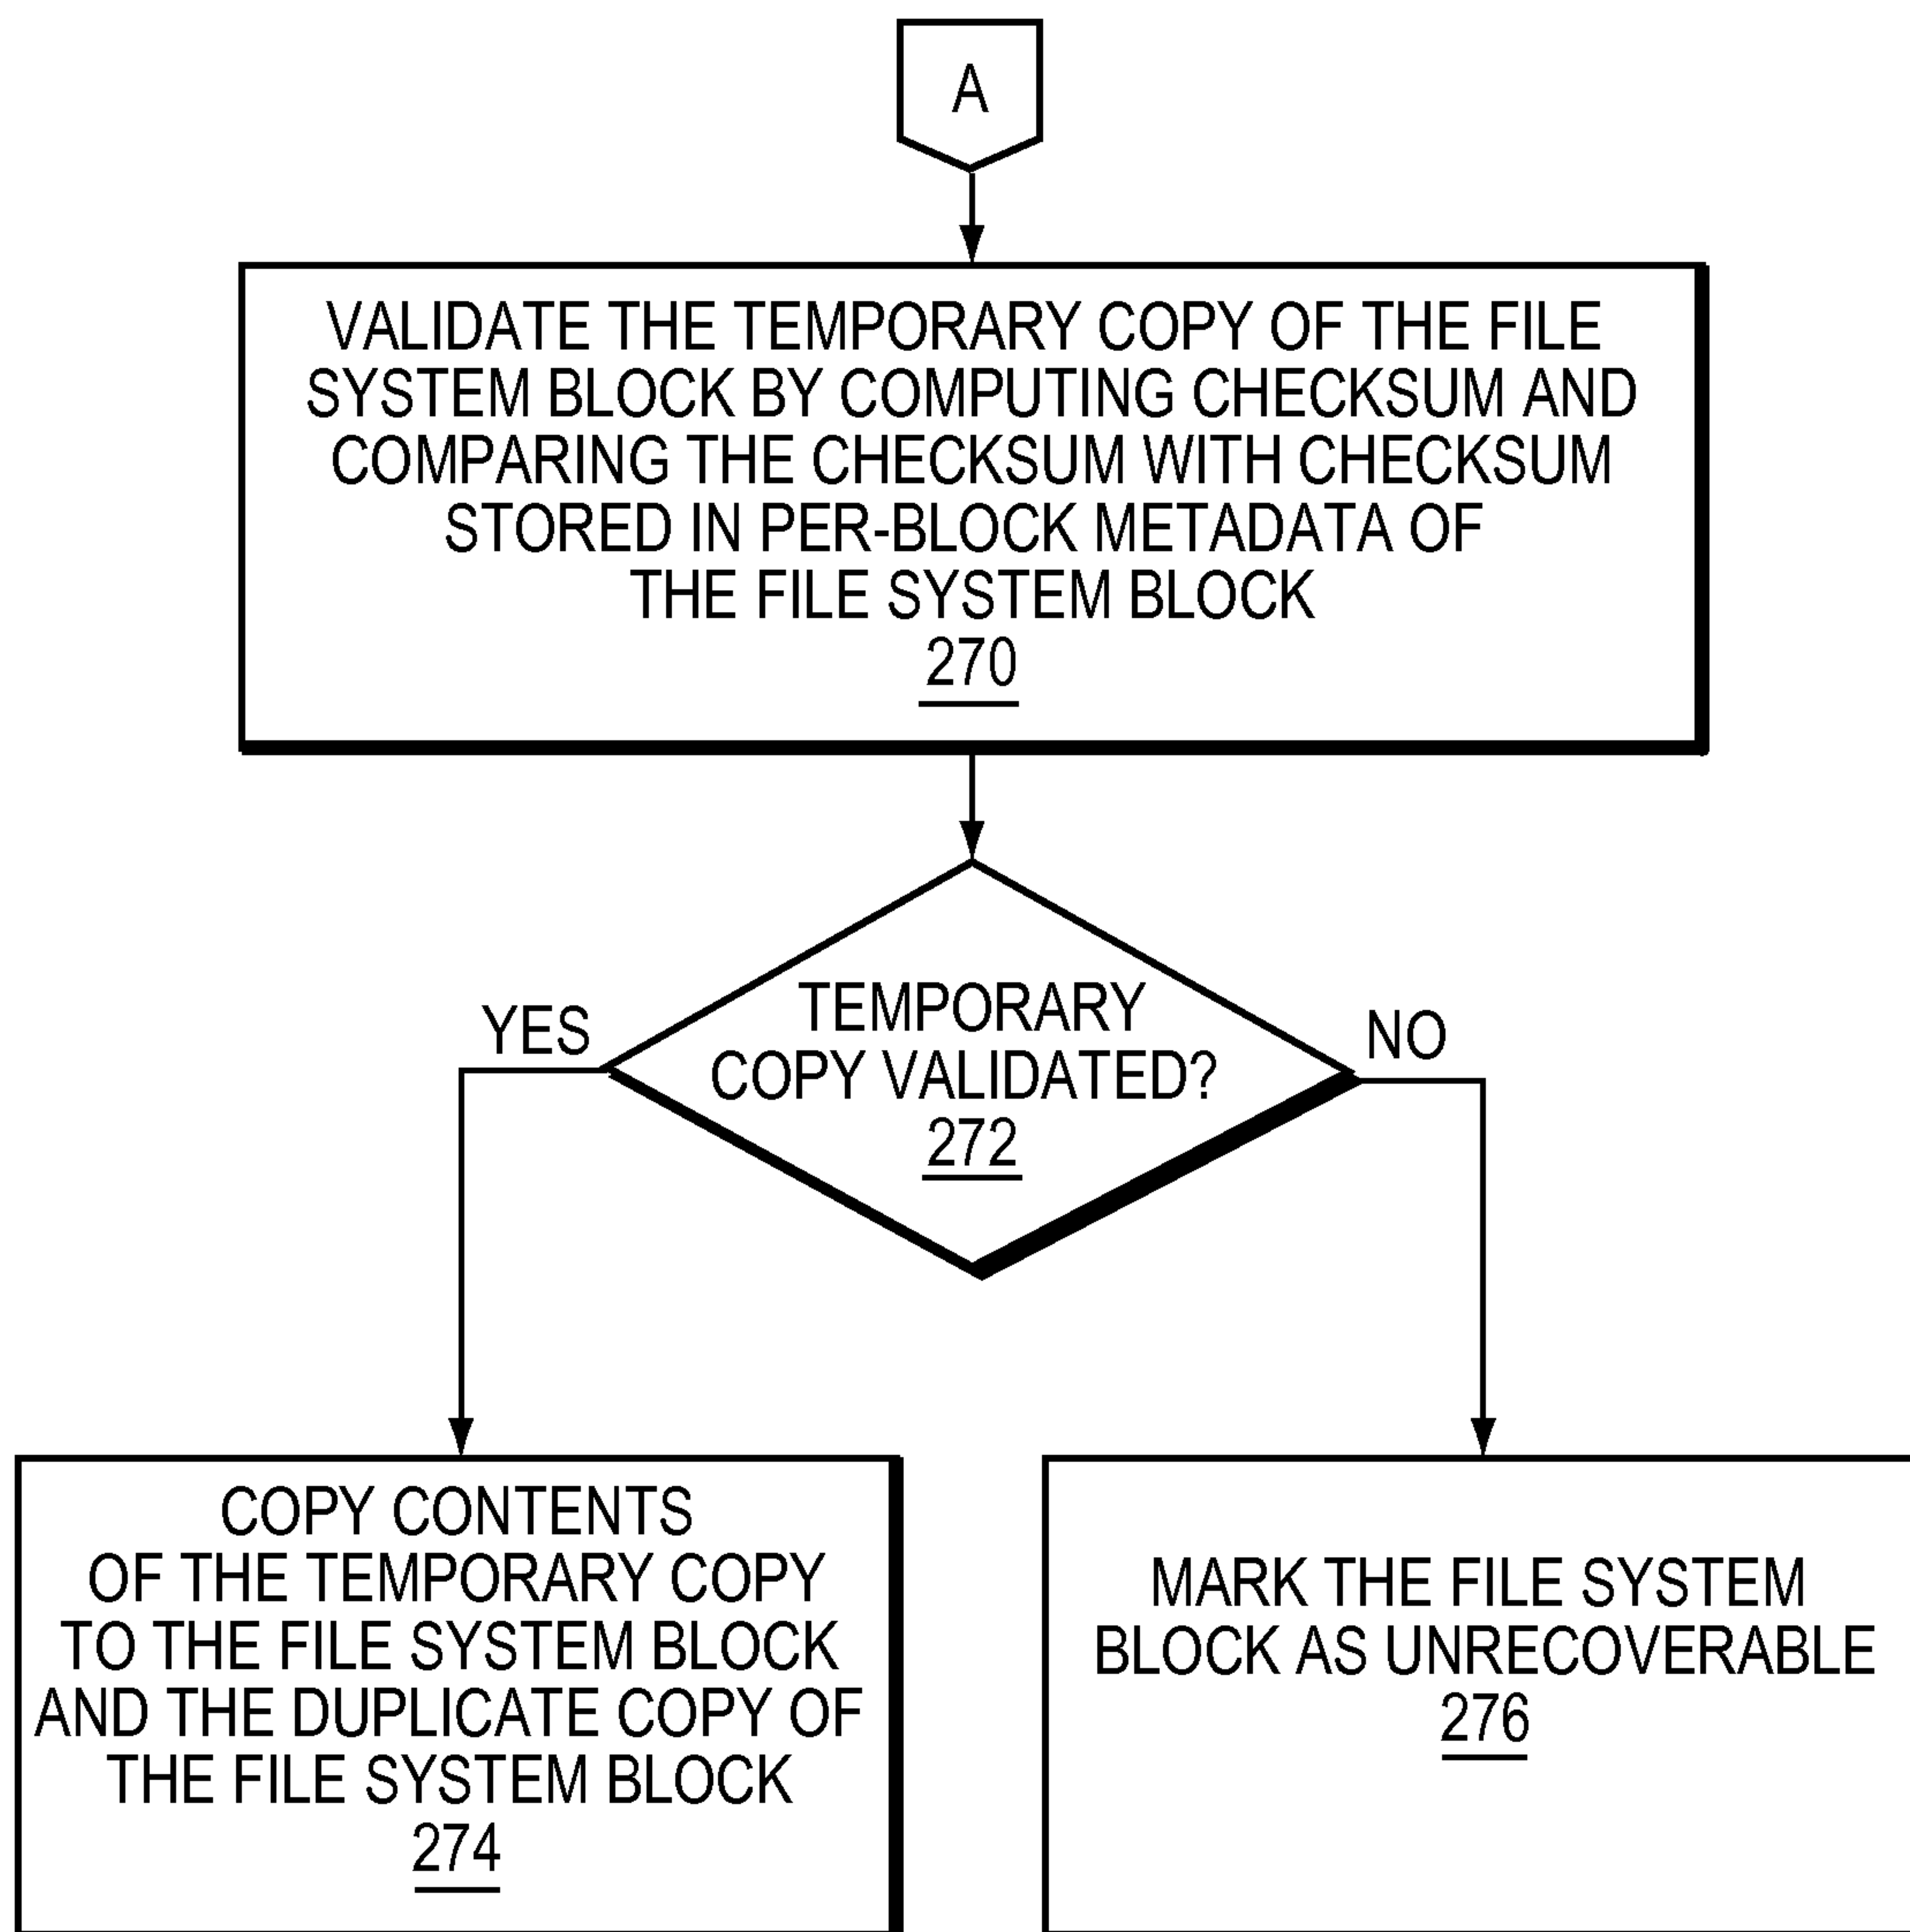 A
VALIDATE THE TEMPORARY COPY OF THE FILE
SYSTEM BLOCK BY COMPUTING CHECKSUM AND
COMPARING THE CHECKSUM WITH CHECKSUM
STORED IN PER-BLOCK METADATA OF
THE FILE SYSTEM BLOCK
270
TEMPORARY
COPY VALIDATED?
272
YES
NO
COPY CONTENTS
OF THE TEMPORARY COPY
TO THE FILE SYSTEM BLOCK
AND THE DUPLICATE COPY OF
THE FILE SYSTEM BLOCK
274
MARK THE FILE SYSTEM
BLOCK AS UNRECOVERABLE
276